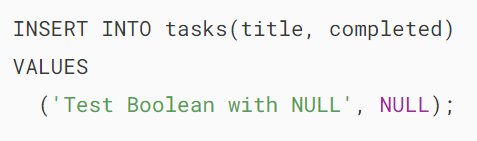 INSERT INTO tasks(title, completed)
VALUES
('Test Boolean with NULL', NULL);